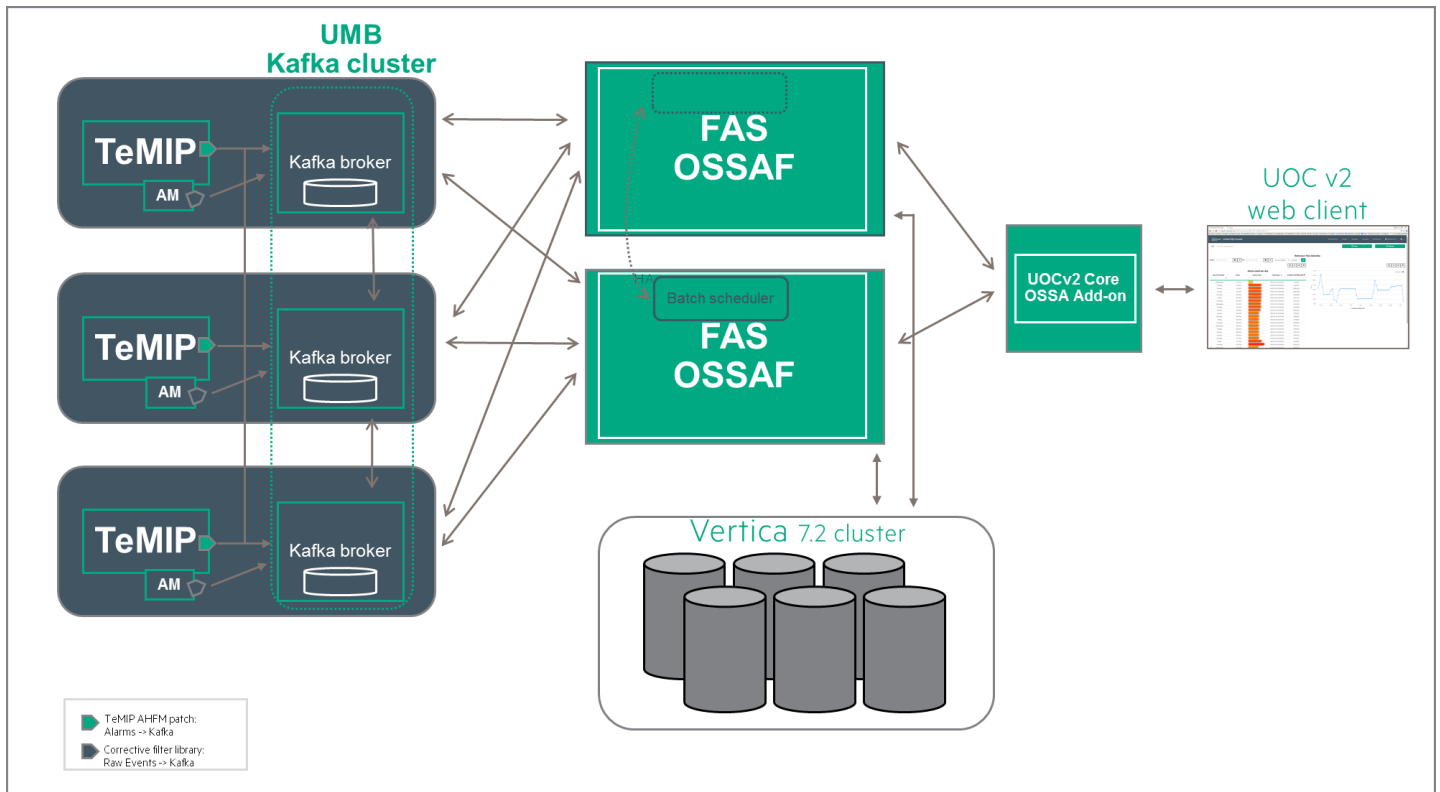 UMB
Kafka cluster
TeMIP
AM
Kafka broker
TeMIP
AM
Kafka broker
TeMIP
AM
Kafka broker
FAS
OSSAF
HA
Batch scheduler
FAS
OSSAF
UOCv2 Core
OSSA Add-on
UOC v2
web client
Vertica 7.2 cluster
TeMIP AHFM patch:
Alarms -> Kafka
Corrective filter library:
Raw Events -> Kafka